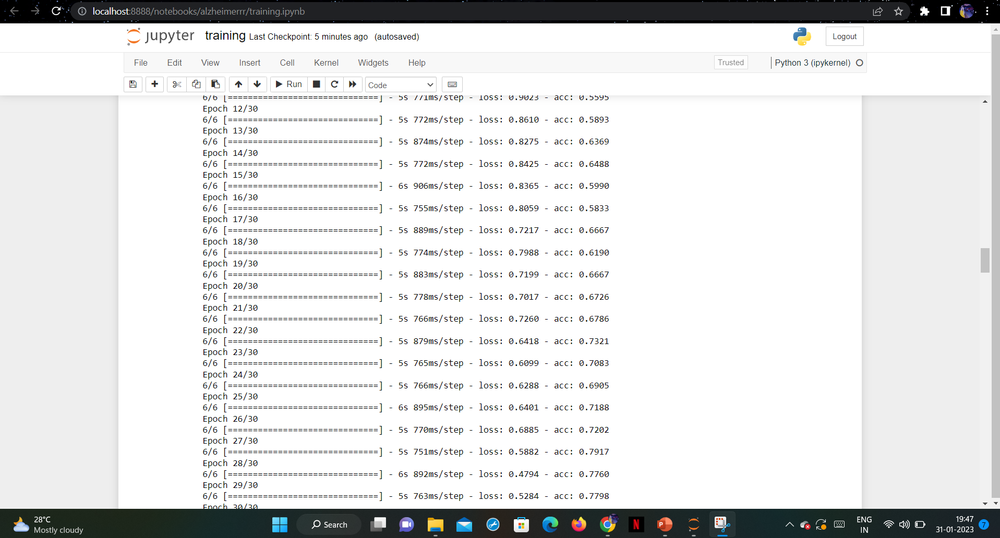 localhost:8888/notebooks/alzheimerrr/training.ipynb
jupyter training Last Checkpoint: 5 minutes ago (autosaved)
Logout
File Edit View Insert Cell Kernel Widgets Help
Trusted
Python 3 (ipykernel)
Run
Code
6/6 [==============================] - 5s 771ms/step - loss: 0.9023 - acc: 0.5595
Epoch 12/30
6/6 [==============================] - 5s 772ms/step - loss: 0.8610 - acc: 0.5893
Epoch 13/30
6/6 [==============================] - 5s 874ms/step - loss: 0.8275 - acc: 0.6369
Epoch 14/30
6/6 [==============================] - 5s 772ms/step - loss: 0.8425 - acc: 0.6488
Epoch 15/30
6/6 [==============================] - 6s 906ms/step - loss: 0.8365 - acc: 0.5990
Epoch 16/30
6/6 [==============================] - 5s 755ms/step - loss: 0.8059 - acc: 0.5833
Epoch 17/30
6/6 [==============================] - 5s 889ms/step - loss: 0.7217 - acc: 0.6667
Epoch 18/30
6/6 [==============================] - 5s 774ms/step - loss: 0.7988 - acc: 0.6190
Epoch 19/30
6/6 [==============================] - 5s 883ms/step - loss: 0.7199 - acc: 0.6667
Epoch 20/30
6/6 [==============================] - 5s 778ms/step - loss: 0.7017 - acc: 0.6726
Epoch 21/30
6/6 [==============================] - 5s 766ms/step - loss: 0.7260 - acc: 0.6786
Epoch 22/30
6/6 [==============================] - 5s 879ms/step - loss: 0.6418 - acc: 0.7321
Epoch 23/30
6/6 [==============================] - 5s 765ms/step - loss: 0.6099 - acc: 0.7083
Epoch 24/30
6/6 [==============================] - 5s 766ms/step - loss: 0.6288 - acc: 0.6905
Epoch 25/30
6/6 [==============================] - 6s 895ms/step - loss: 0.6401 - acc: 0.7188
Epoch 26/30
6/6 [==============================] - 5s 770ms/step - loss: 0.6885 - acc: 0.7202
Epoch 27/30
6/6 [==============================] - 5s 751ms/step - loss: 0.5882 - acc: 0.7917
Epoch 28/30
6/6 [==============================] - 6s 892ms/step - loss: 0.4794 - acc: 0.7760
Epoch 29/30
6/6 [==============================] - 5s 763ms/step - loss: 0.5284 - acc: 0.7798
Epoch 30/30
28°C
Mostly cloudy
Search
N
P
ENG
IN
19:47
31-01-2023
7